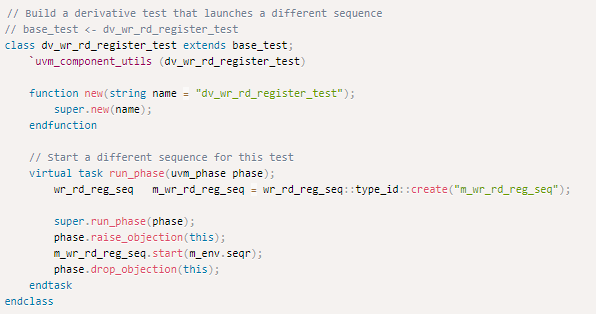 // Build a derivative test that launches a different sequence
// base_test <- dv_wr_rd_register_test
class dv_wr_rd_register_test extends base_test;
    `uvm_component_utils (dv_wr_rd_register_test)

    function new(string name = "dv_wr_rd_register_test");
        super.new(name);
    endfunction

    // Start a different sequence for this test
    virtual task run_phase(uvm_phase phase);
        wr_rd_reg_seq   m_wr_rd_reg_seq = wr_rd_reg_seq::type_id::create("m_wr_rd_reg_seq");

        super.run_phase(phase);
        phase.raise_objection(this);
        m_wr_rd_reg_seq.start(m_env.seqr);
        phase.drop_objection(this);
    endtask
endclass